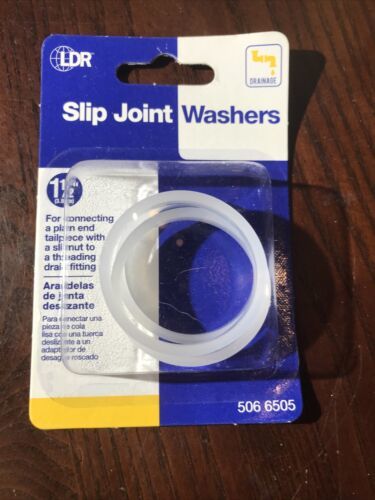 LDR
DRAINAGE
Slip Joint Washers
1 1/2"
For connecting
a plain end
tailpiece with
a slip nut to
a threading
drain fitting
Arandelas
de junta
deslizante
Para conectar una
pieza de cola
lisa con una tuerca
deslizante a un
adaptador de
desagüe roscado
506 6505